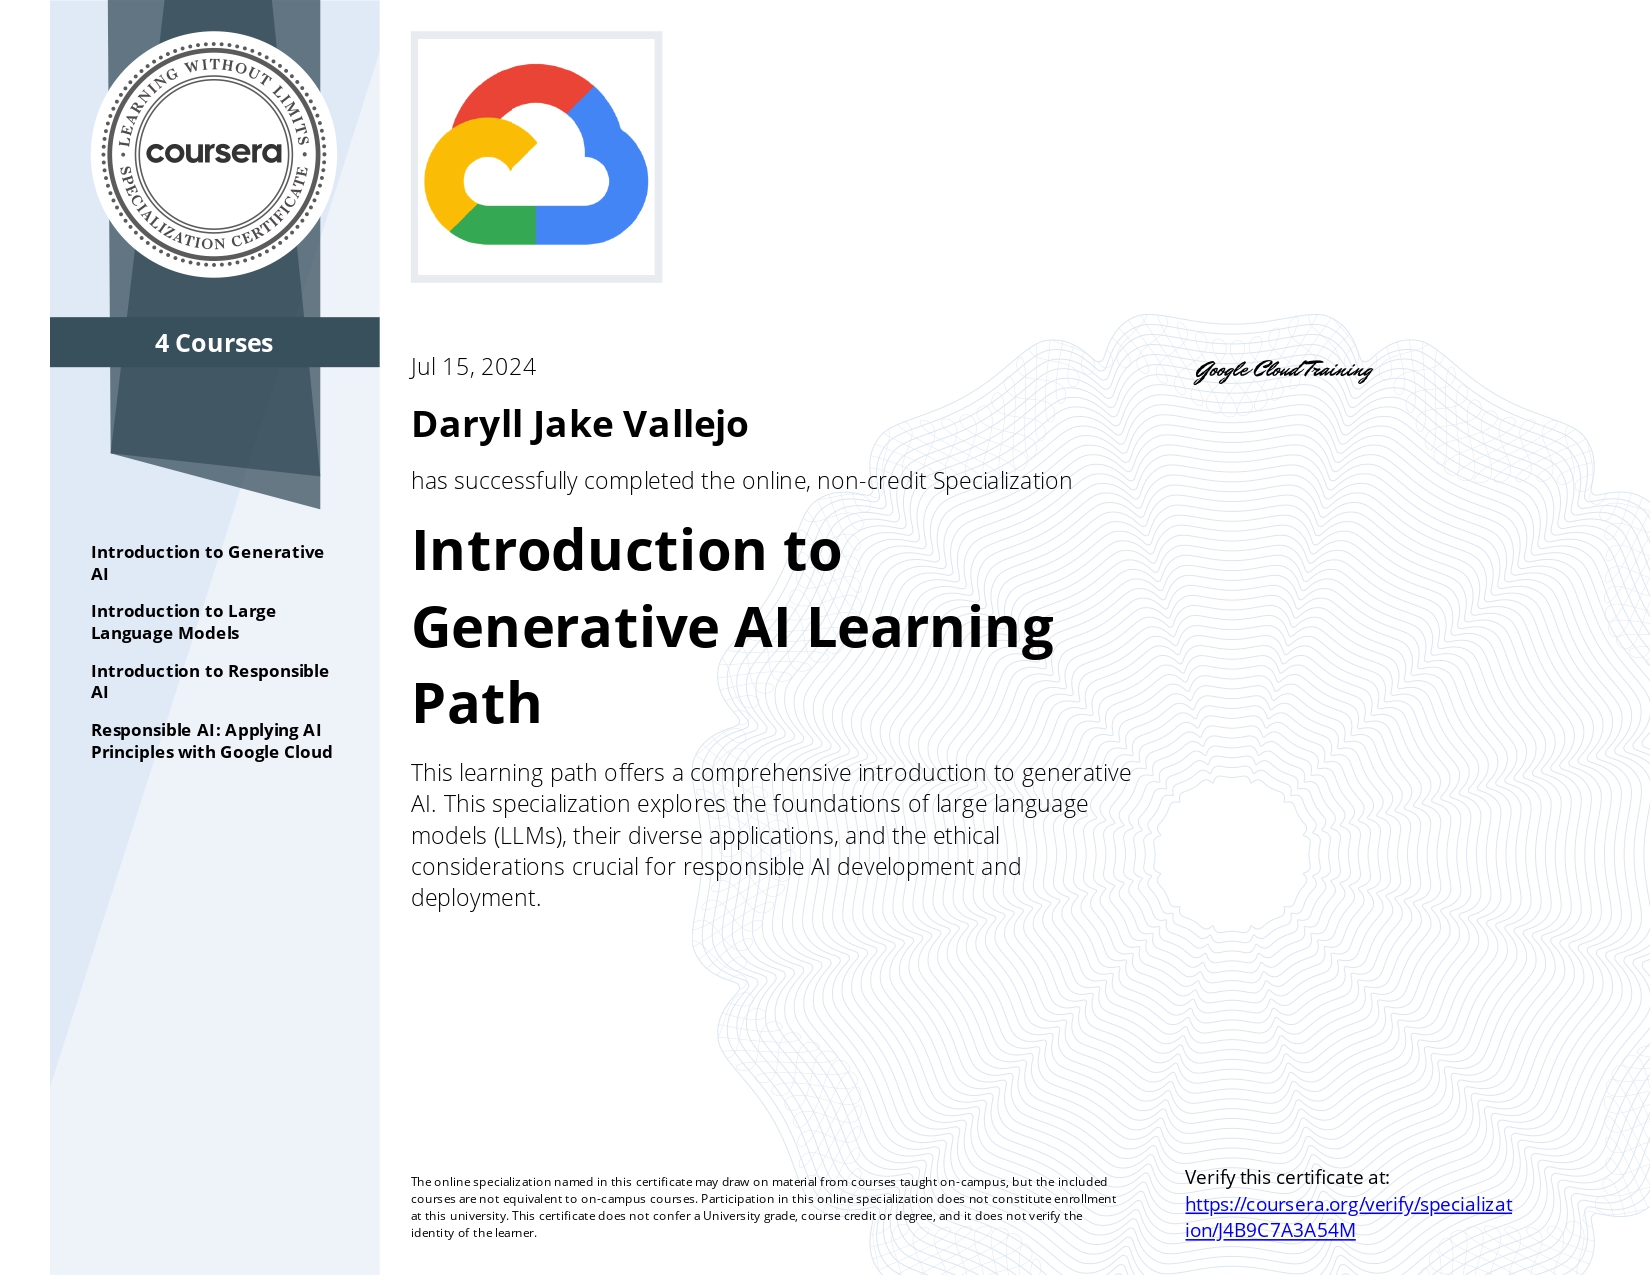 LEARNING WITHOUT LIMITS
coursera
SPECIALIZATION CERTIFICATE
4 Courses
Introduction to Generative
AI
Introduction to Large
Language Models
Introduction to Responsible
AI
Responsible AI: Applying AI
Principles with Google Cloud
Jul 15, 2024
Google Cloud Training
Daryll Jake Vallejo
has successfully completed the online, non-credit Specialization
Introduction to
Generative AI Learning
Path
This learning path offers a comprehensive introduction to generative
AI. This specialization explores the foundations of large language
models (LLMs), their diverse applications, and the ethical
considerations crucial for responsible AI development and
deployment.
The online specialization named in this certificate may draw on material from courses taught on-campus, but the included
courses are not equivalent to on-campus courses. Participation in this online specialization does not constitute enrollment
at this university. This certificate does not confer a University grade, course credit or degree, and it does not verify the
identity of the learner.
Verify this certificate at:
https://coursera.org/verify/specializat
ion/J4B9C7A3A54M